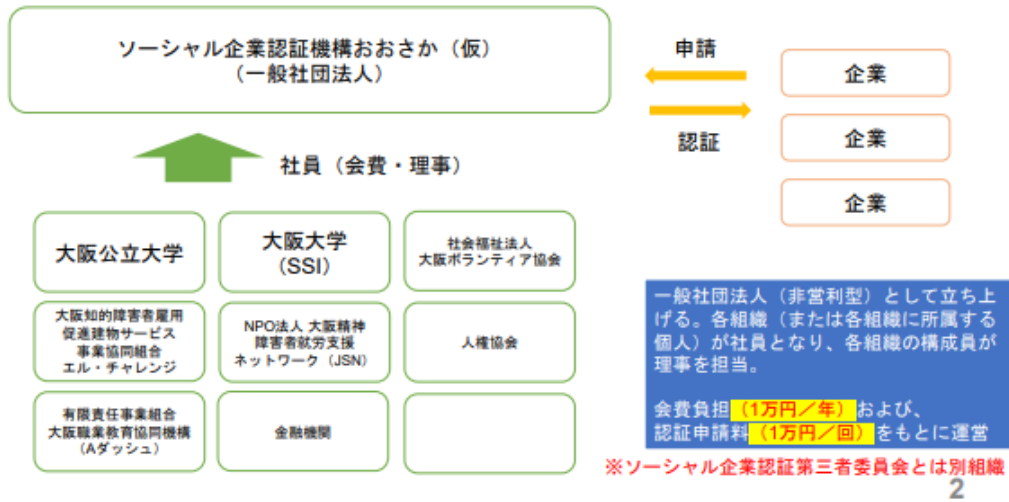 ソーシャル企業認証機構おおさか（仮）
（一般社団法人）
申請
認証
企業
企業
企業
社員（会費・理事）
大阪公立大学
大阪大学
（SSI）
社会福祉法人
大阪ボランティア協会
大阪知的障害者雇用
促進建物サービス
事業協同組合
エル・チャレンジ
NPO法人 大阪精神
障害者就労支援
ネットワーク（JSN）
人権協会
有限責任事業組合
大阪職業教育協同機構
（Aダッシュ）
金融機関
一般社団法人（非営利型）として立ち上
げる。各組織（または各組織に所属する
個人）が社員となり、各組織の構成員が
理事を担当。
会費負担（1万円／年）および、
認証申請料（1万円／回）をもとに運営
※ソーシャル企業認証第三者委員会とは別組織
2